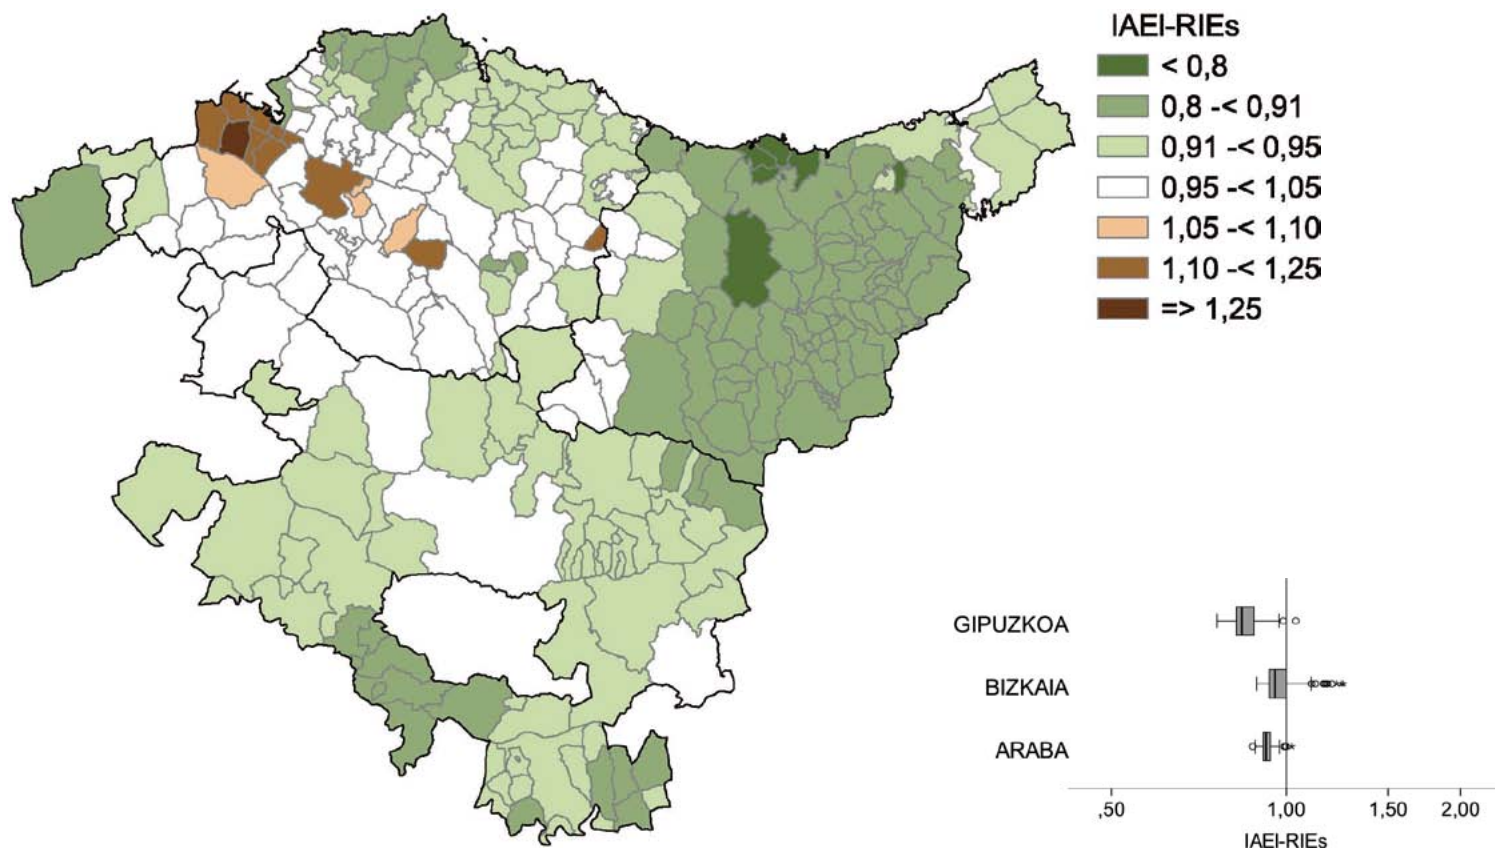 IAEI-RIEs
< 0,8
0,8 -< 0,91
0,91 -< 0,95
0,95 -< 1,05
1,05 -< 1,10
1,10 -< 1,25
=> 1,25
GIPUZKOA
BIZKAIA
ARABA
,50 1,00 1,50 2,00
IAEI-RIEs